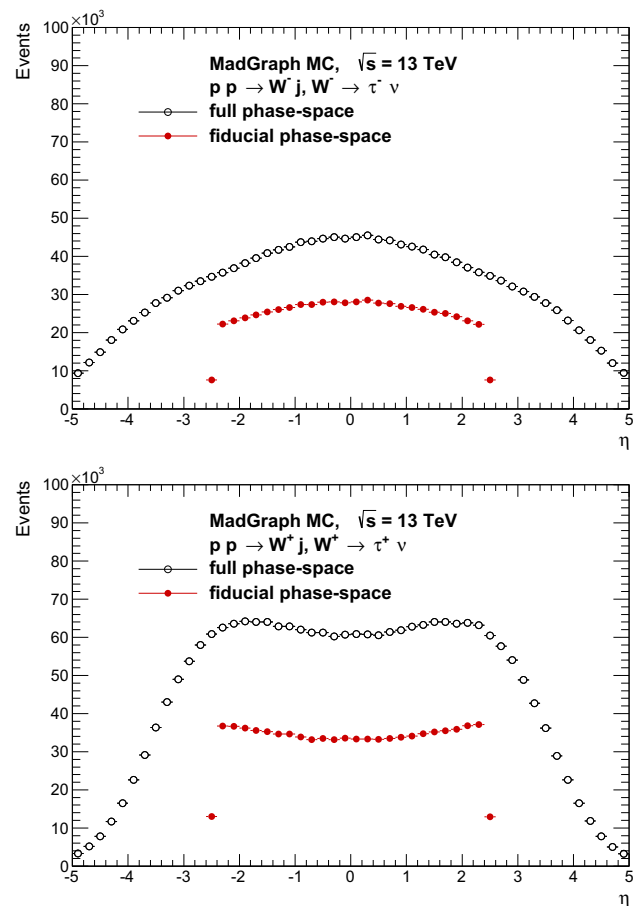 ×10³
Events
100
90
80
70
60
50
40
30
20
10
0
MadGraph MC, √s = 13 TeV
p p → W⁻ j, W⁻ → τ⁻ ν
full phase-space
fiducial phase-space
-5 -4 -3 -2 -1 0 1 2 3 4 5
η
×10³
Events
100
90
80
70
60
50
40
30
20
10
0
MadGraph MC, √s = 13 TeV
p p → W⁺ j, W⁺ → τ⁺ ν
full phase-space
fiducial phase-space
-5 -4 -3 -2 -1 0 1 2 3 4 5
η